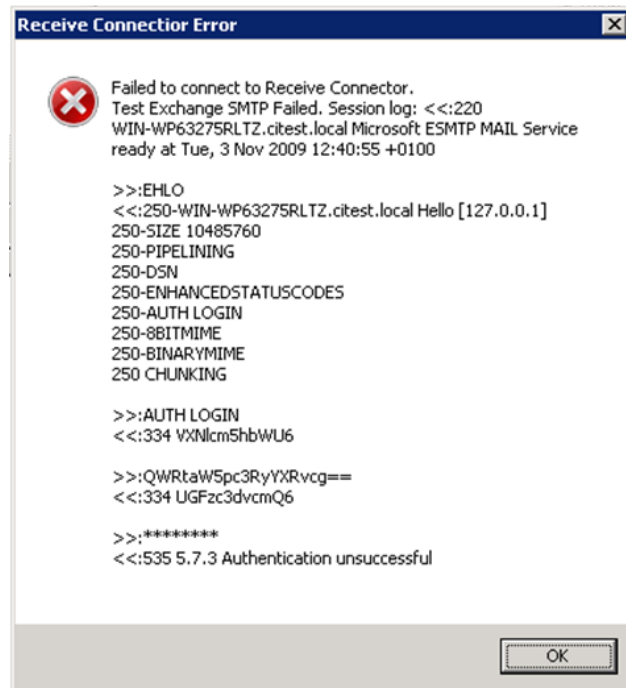 Receive Connectior Error
Failed to connect to Receive Connector.
Test Exchange SMTP Failed. Session log: <<:220
WIN-WP63275RLTZ.citest.local Microsoft ESMTP MAIL Service
ready at Tue, 3 Nov 2009 12:40:55 +0100
>>:EHLO
<<:250-WIN-WP63275RLTZ.citest.local Hello [127.0.0.1]
250-SIZE 10485760
250-PIPELINING
250-DSN
250-ENHANCEDSTATUSCODES
250-AUTH LOGIN
250-8BITMIME
250-BINARYMIME
250 CHUNKING
>>:AUTH LOGIN
<<:334 VXNlcm5hbWU6
>>:QWRtaW5pc3RyYXRvcg==
<<:334 UGFzc3dvcmQ6
>>:********
<<:535 5.7.3 Authentication unsuccessful
OK